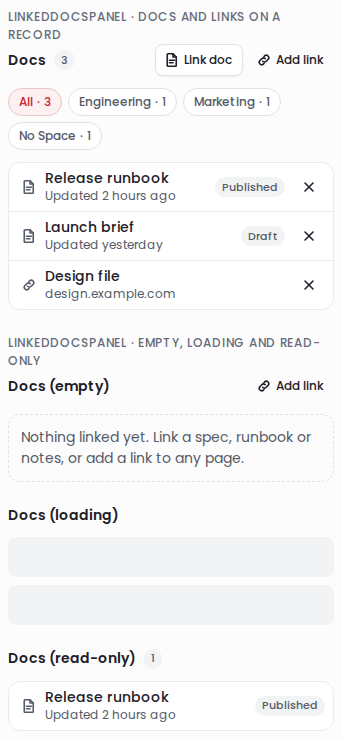 LINKEDDOCSPANEL · DOCS AND LINKS ON A
RECORD
Docs 3 Link doc Add link
All · 3 Engineering · 1 Marketing · 1
No Space · 1
Release runbook
Updated 2 hours ago Published
Launch brief
Updated yesterday Draft
Design file
design.example.com
LINKEDDOCSPANEL · EMPTY, LOADING AND READ-
ONLY
Docs (empty) Add link
Nothing linked yet. Link a spec, runbook or
notes, or add a link to any page.
Docs (loading)
Docs (read-only) 1
Release runbook
Updated 2 hours ago Published